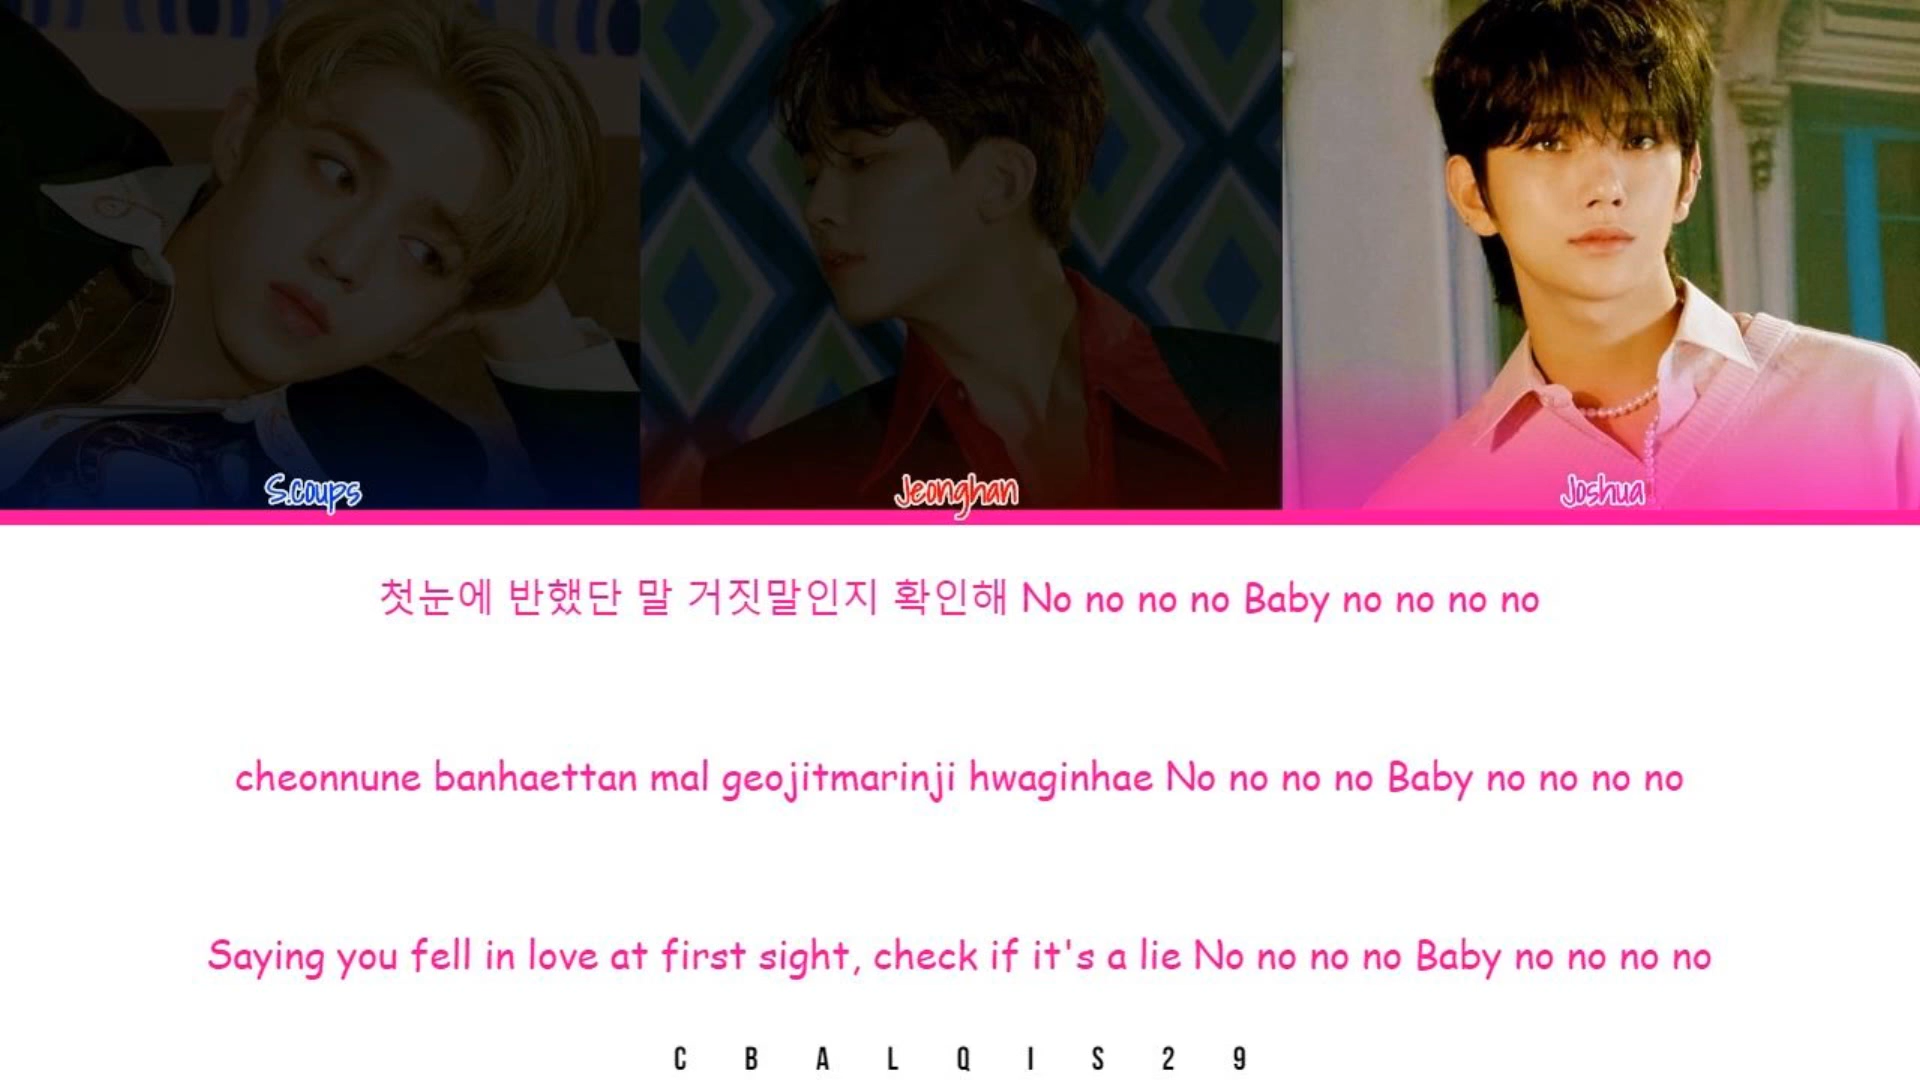 S.coups
Jeonghan
Joshua
첫눈에 반했단 말 거짓말인지 확인해 No no no no Baby no no no no
cheonnune banhaettan mal geojitmarinji hwaginhae No no no no Baby no no no no
Saying you fell in love at first sight, check if it's a lie No no no no Baby no no no no
CBALQIS29